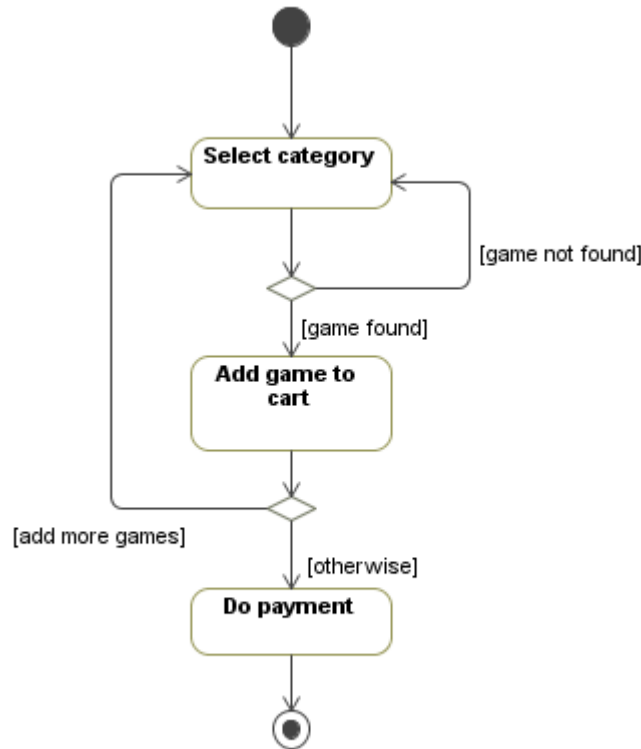 Select category
[game not found]
[game found]
Add game to
cart
[add more games]
[otherwise]
Do payment